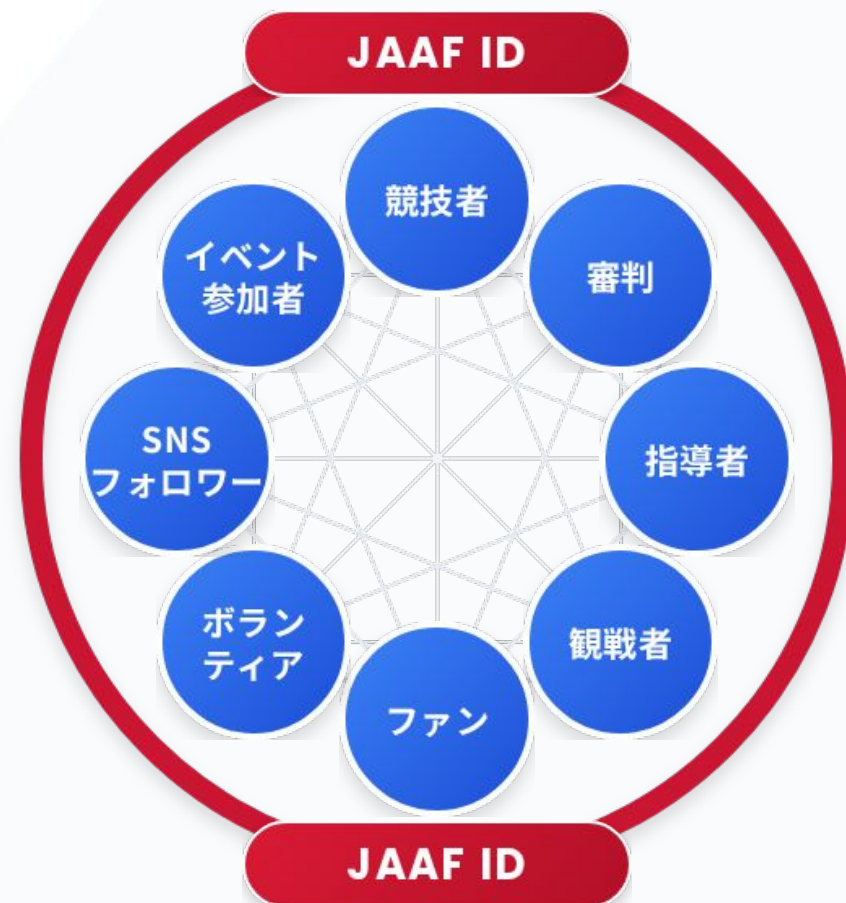 JAAF ID
競技者
イベント
参加者
審判
SNS
フォロワー
指導者
ボラン
ティア
観戦者
ファン
JAAF ID